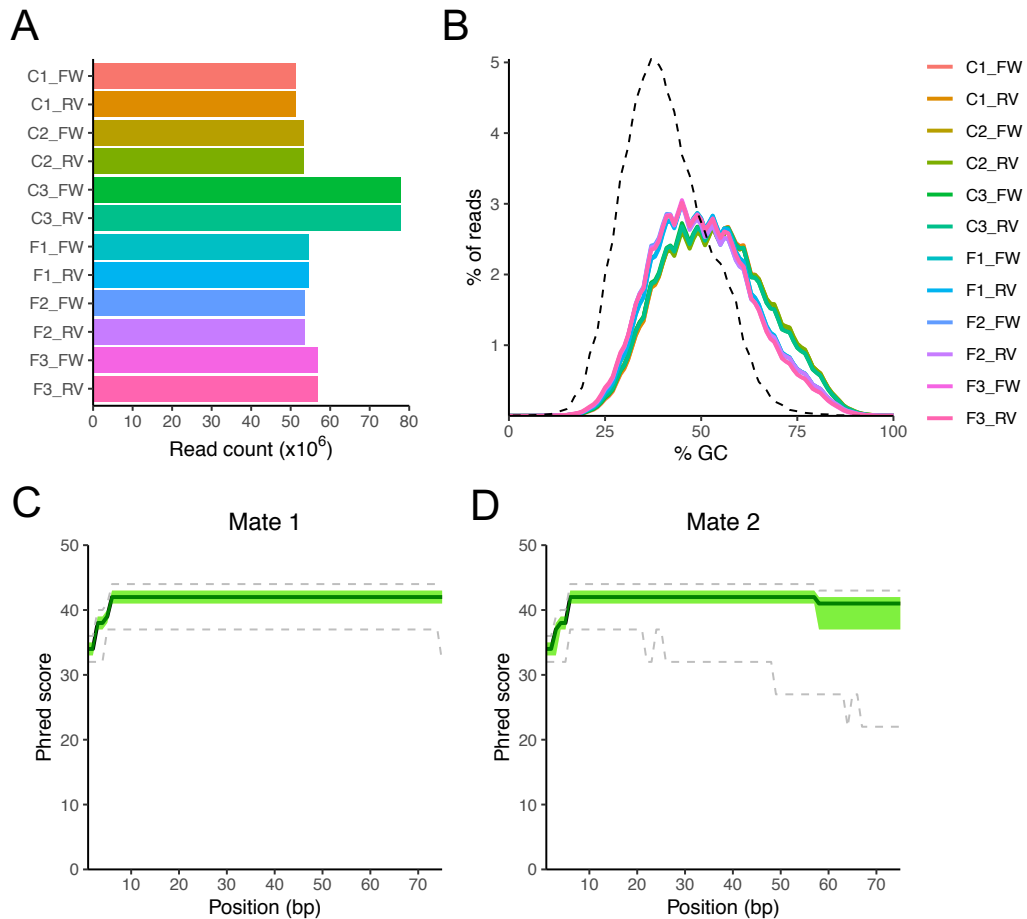 A
C1_FW
C1_RV
C2_FW
C2_RV
C3_FW
C3_RV
F1_FW
F1_RV
F2_FW
F2_RV
F3_FW
F3_RV
0 10 20 30 40 50 60 70 80
Read count (x10⁶)
B
5
4
3
2
1
% of reads
0 25 50 75 100
% GC
C1_FW
C1_RV
C2_FW
C2_RV
C3_FW
C3_RV
F1_FW
F1_RV
F2_FW
F2_RV
F3_FW
F3_RV
C
Mate 1
50
40
30
20
10
0
Phred score
10 20 30 40 50 60 70
Position (bp)
D
Mate 2
50
40
30
20
10
0
Phred score
10 20 30 40 50 60 70
Position (bp)